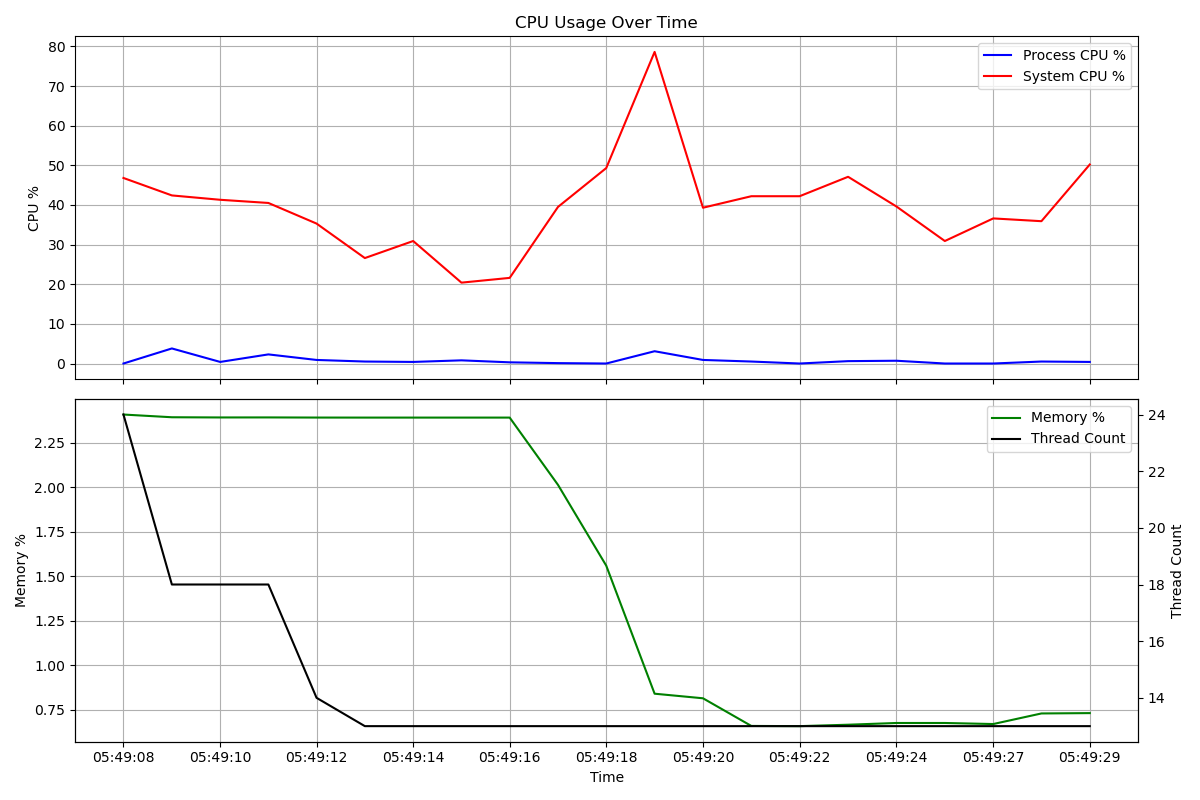 CPU Usage Over Time
CPU %
80
70
60
50
40
30
20
10
0
Process CPU %
System CPU %
Memory %
2.25
2.00
1.75
1.50
1.25
1.00
0.75
Memory %
Thread Count
24
22
20
18
16
14
Thread Count
05:49:08 05:49:10 05:49:12 05:49:14 05:49:16 05:49:18 05:49:20 05:49:22 05:49:24 05:49:27 05:49:29
Time